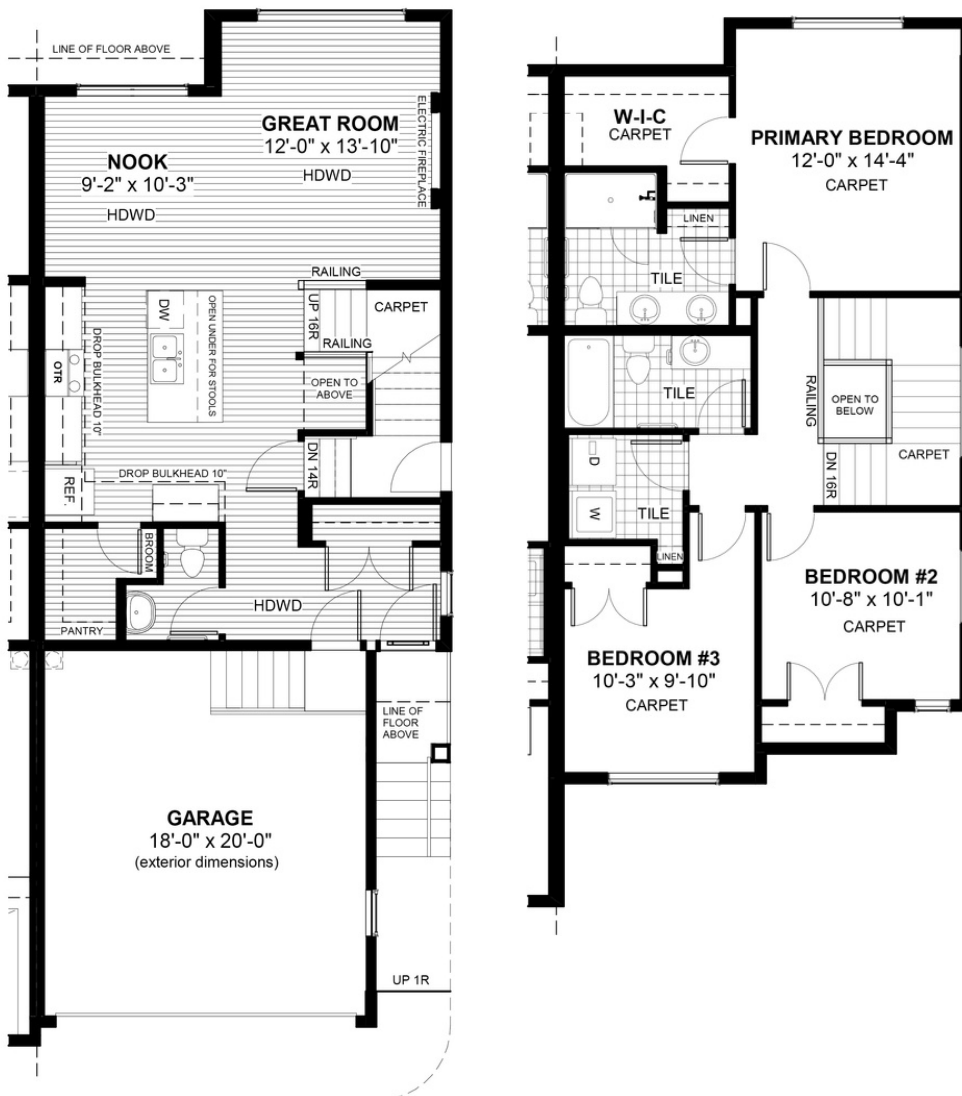 LINE OF FLOOR ABOVE
GREAT ROOM
12'-0" x 13'-10"
HDWD
ELECTRIC FIREPLACE
NOOK
9'-2" x 10'-3"
HDWD
RAILING
UP 16R
CARPET
RAILING
OPEN TO
ABOVE
DW
OPEN UNDER FOR STOOLS
DROP BULKHEAD 10"
OTR
DROP BULKHEAD 10"
REF.
DN 14R
BROOM
PANTRY
HDWD
LINE OF
FLOOR
ABOVE
GARAGE
18'-0" x 20'-0"
(exterior dimensions)
UP 1R
W-I-C
CARPET
PRIMARY BEDROOM
12'-0" x 14'-4"
CARPET
LINEN
TILE
TILE
RAILING
OPEN TO
BELOW
CARPET
DN 16R
D
W
TILE
LINEN
BEDROOM #2
10'-8" x 10'-1"
CARPET
BEDROOM #3
10'-3" x 9'-10"
CARPET